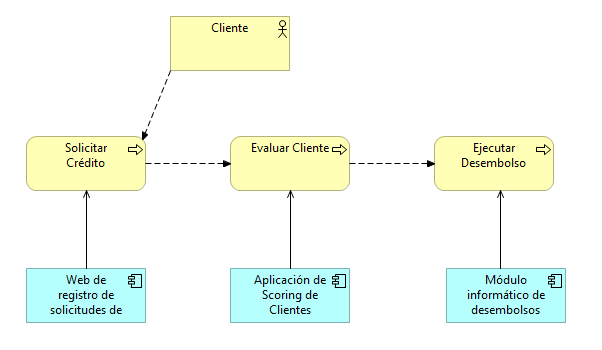 Cliente
Solicitar
Crédito
Evaluar Cliente
Ejecutar
Desembolso
Web de
registro de
solicitudes de
Aplicación de
Scoring de
Clientes
Módulo
informático de
desembolsos